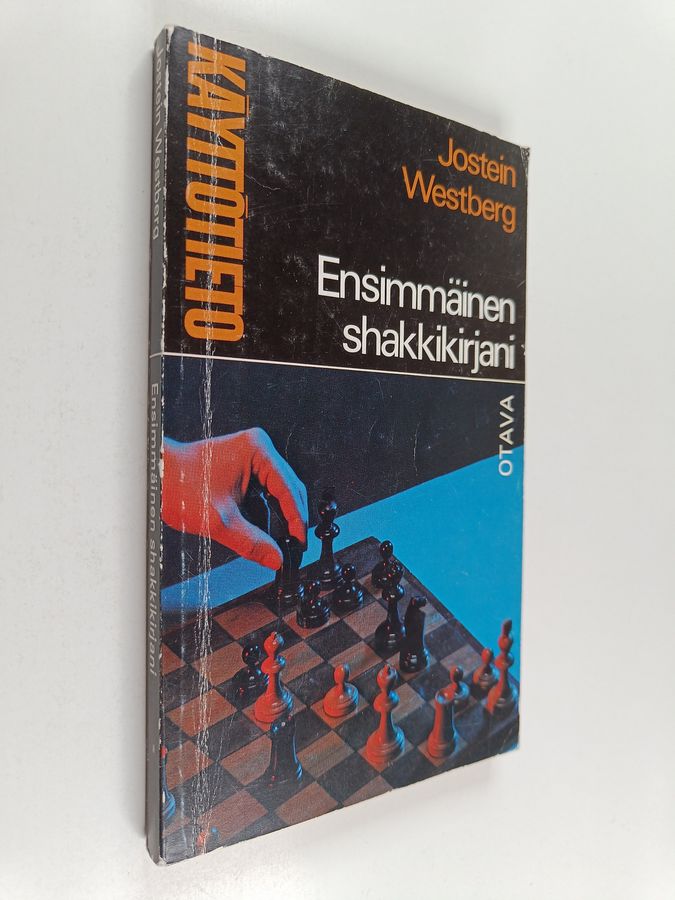 KÄYTTÖTIETO
Jostein
Westberg
Ensimmäinen
shakkikirjani
OTAVA
Jostein Westberg
Ensimmäinen shakkikirjani